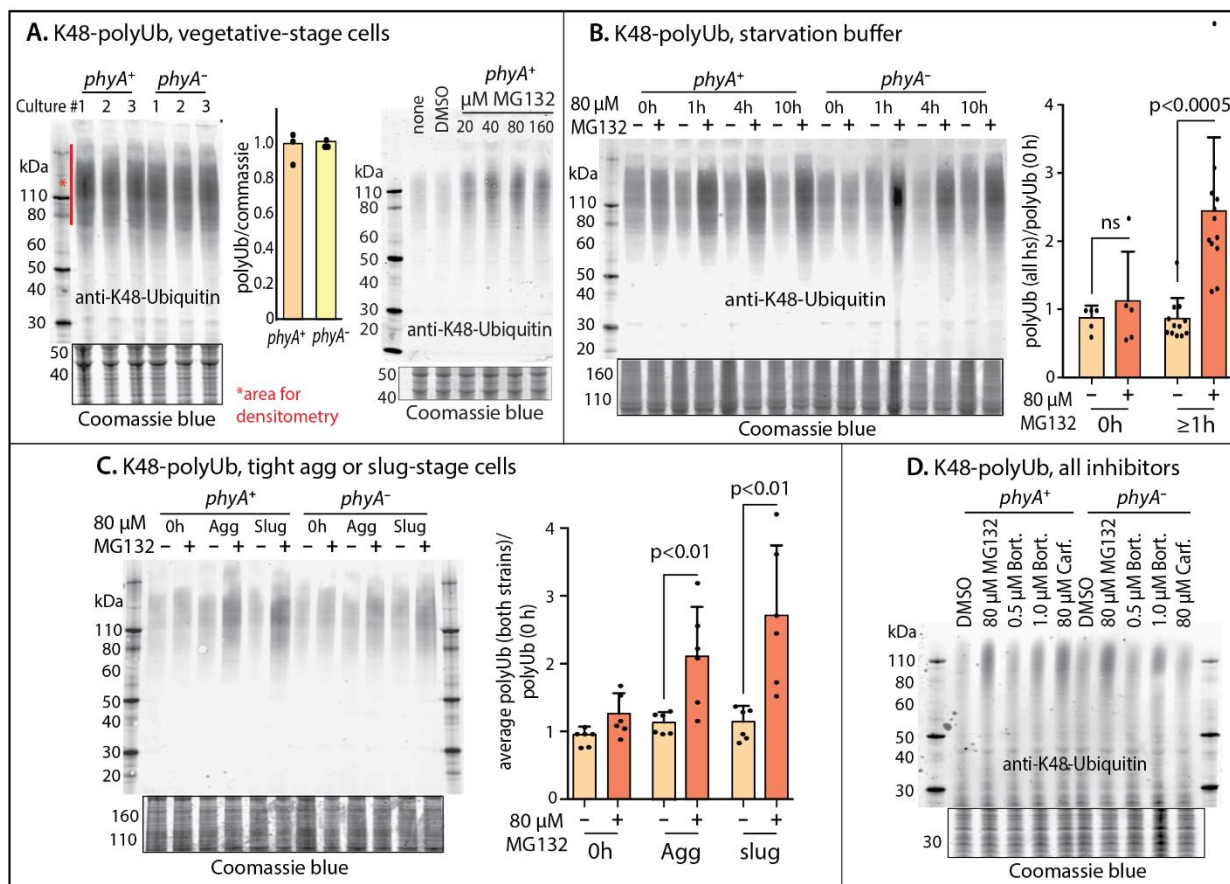 A. K48-polyUb, vegetative-stage cells
phyA+ phyA−
Culture #1 2 3 1 2 3
kDa
*
110
80
60
50
40
30
anti-K48-Ubiquitin
50
40
Coomassie blue
polyUb/commassie
1.0
0.8
0.6
0.4
0.2
0
phyA+ phyA−
*area for
densitometry
phyA+
none
DMSO
µM MG132
20 40 80 160
kDa
110
80
60
50
40
30
20
anti-K48-Ubiquitin
50
40
Coomassie blue
B. K48-polyUb, starvation buffer
phyA+ phyA−
80 µM 0h 1h 4h 10h 0h 1h 4h 10h
MG132 − + − + − + − + − + − + − + − +
kDa
110
80
60
50
40
30
anti-K48-Ubiquitin
160
110
Coomassie blue
polyUb (all hs)/polyUb (0 h)
p<0.0005
ns
4
3
2
1
0
80 µM − + − +
MG132 0h ≥1h
C. K48-polyUb, tight agg or slug-stage cells
phyA+ phyA−
80 µM 0h Agg Slug 0h Agg Slug
MG132 − + − + − + − + − + − +
kDa
110
80
60
50
40
30
20
160
110
Coomassie blue
average polyUb (both strains)/
polyUb (0 h)
p<0.01
p<0.01
4
3
2
1
0
80 µM − + − + − +
MG132 0h Agg slug
D. K48-polyUb, all inhibitors
phyA+ phyA−
DMSO
80 µM MG132
0.5 µM Bort.
1.0 µM Bort.
80 µM Carf.
DMSO
80 µM MG132
0.5 µM Bort.
1.0 µM Bort.
80 µM Carf.
kDa
110
80
60
50
40
30
anti-K48-Ubiquitin
30
Coomassie blue